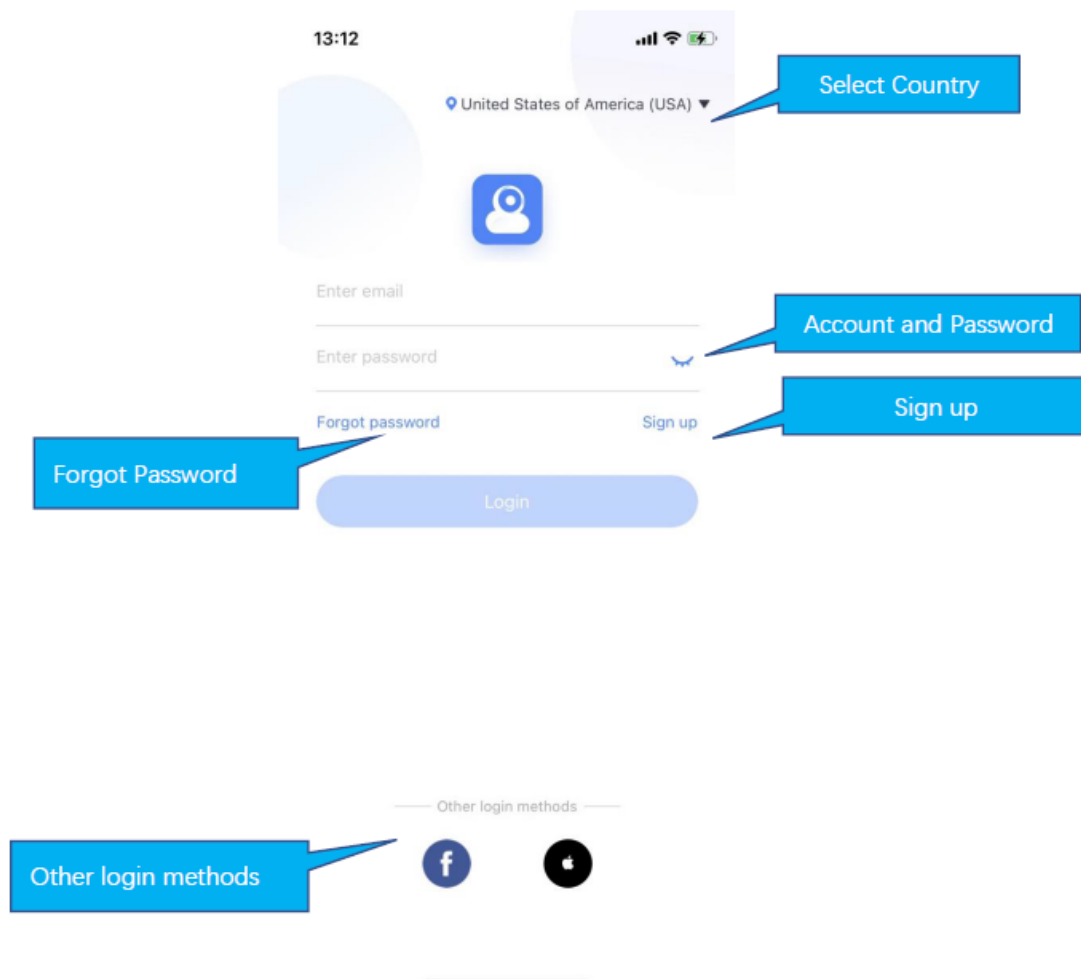 13:12
Select Country
United States of America (USA)
Enter email
Account and Password
Enter password
Sign up
Forgot password
Sign up
Forgot Password
Login
Other login methods
Other login methods
f